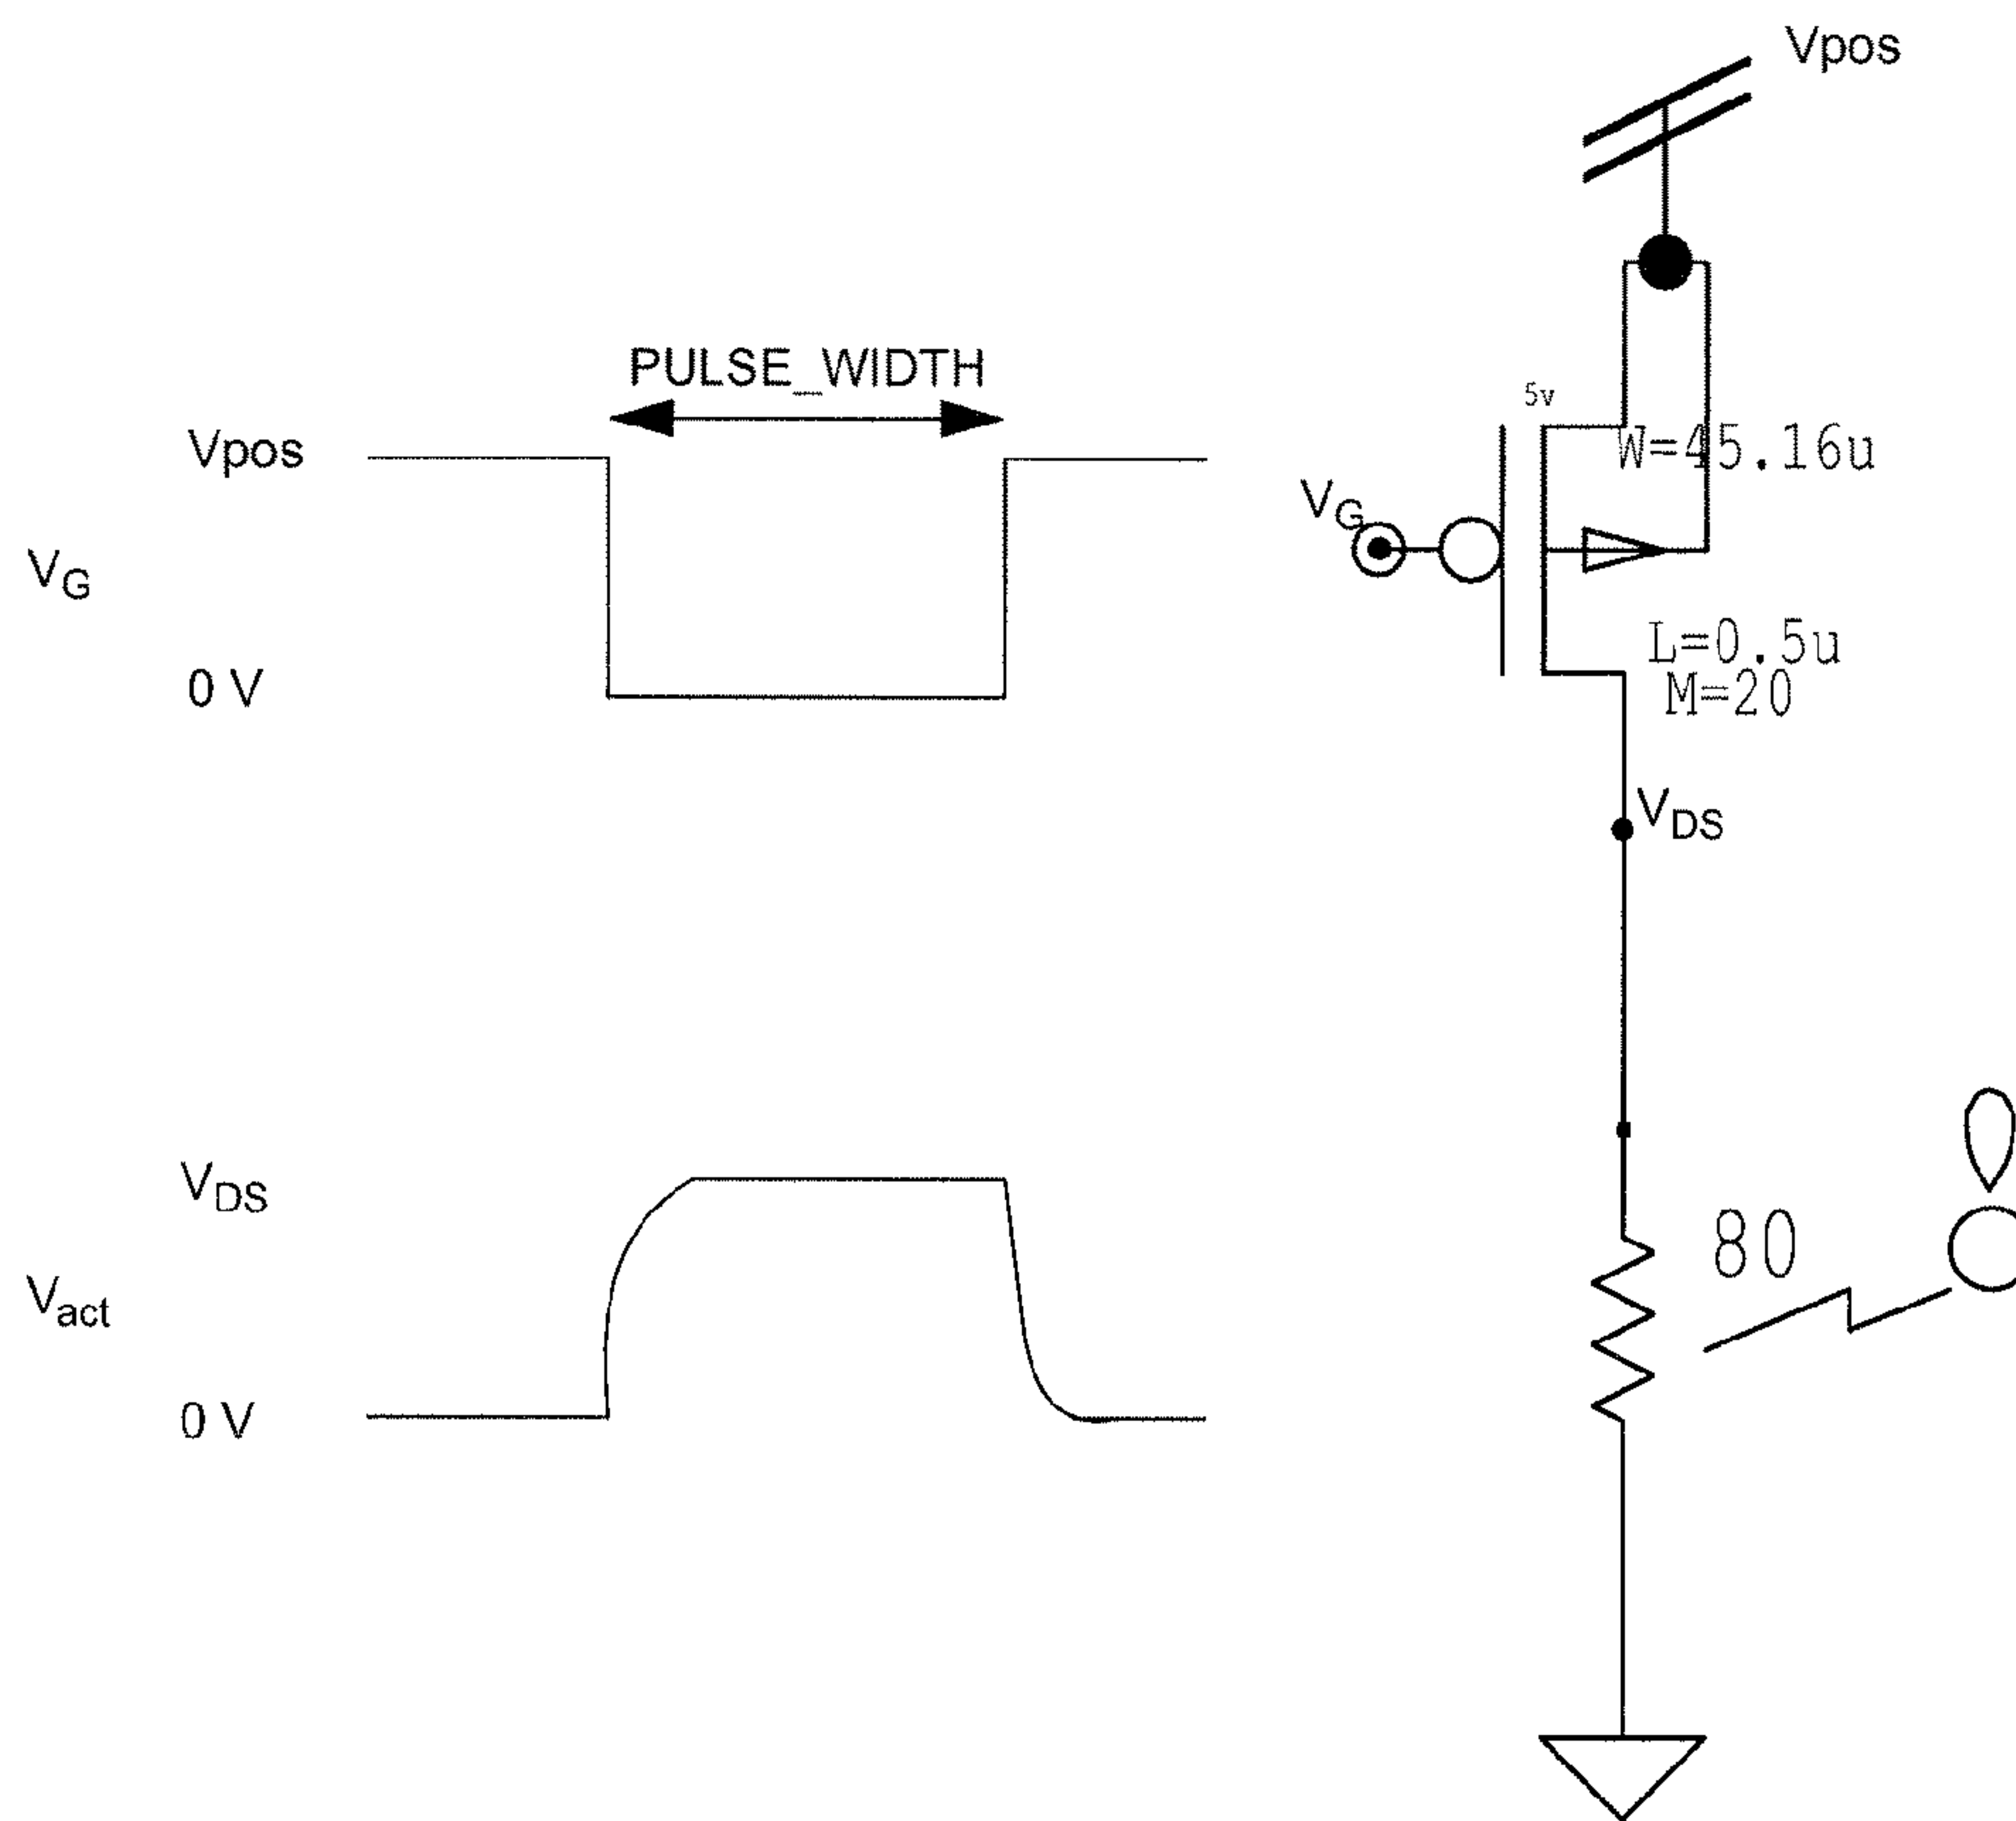 Vpos
PULSE_WIDTH
Vpos
VG
0 V
5v
W=45.16u
VG
L=0.5u
M=20
VDS
VDS
Vact
0 V
80